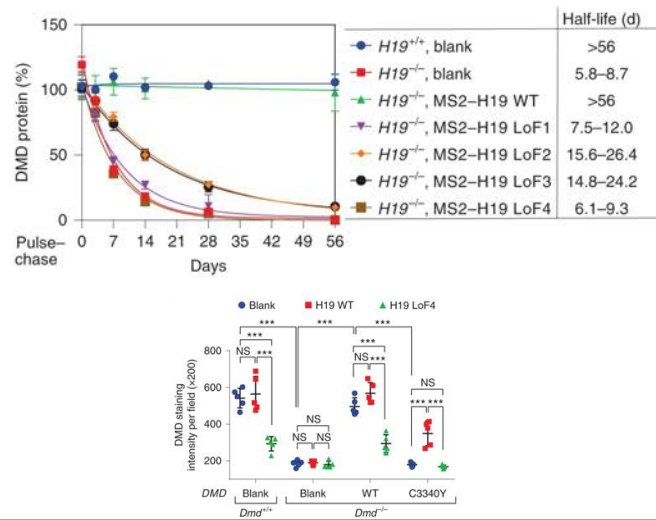 150
100
50
0
DMD protein (%)
Pulse–
chase
0 7 14 21 28 35 42 49 56
Days
Half-life (d)
H19+/+, blank >56
H19−/−, blank 5.8–8.7
H19−/−, MS2–H19 WT >56
H19−/−, MS2–H19 LoF1 7.5–12.0
H19−/−, MS2–H19 LoF2 15.6–26.4
H19−/−, MS2–H19 LoF3 14.8–24.2
H19−/−, MS2–H19 LoF4 6.1–9.3
Blank H19 WT H19 LoF4
*** *** ***
*** ***
NS *** NS *** NS
NS *** ***
NS NS
800
600
400
200
DMD staining
intensity per field (×200)
DMD Blank Blank WT C3340Y
Dmd+/+ Dmd−/−